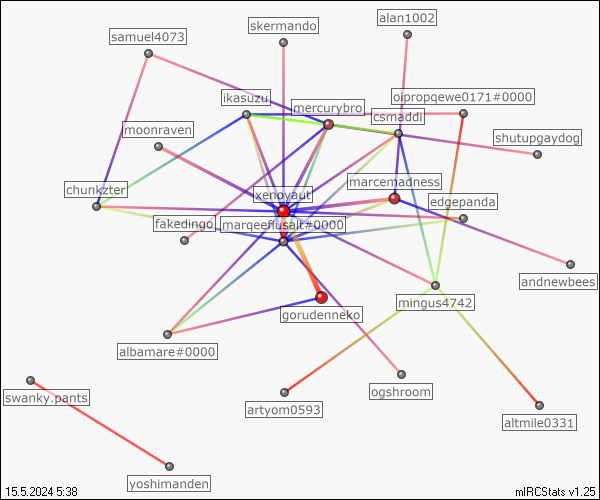 alan1002
skermando
samuel4073
ikasuzu
mercurybro
oipropqewe0171#0000
csmaddi
moonraven
shutupgaydog
marcemadness
chunkzter
xenoyaut
edgepanda
fakedingo
marqeefiusalt#0000
andnewbees
mingus4742
gorudenneko
albamare#0000
ogshroom
swanky.pants
artyom0593
altmile0331
yoshimanden
15.5.2024 5:38
mIRCStats v1.25